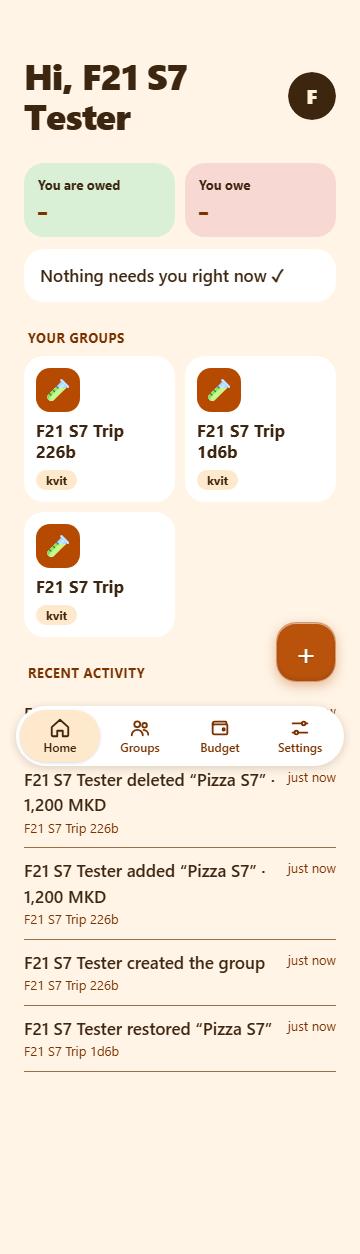 Hi, F21 S7
Tester
F
You are owed
–
You owe
–
Nothing needs you right now ✓
YOUR GROUPS
F21 S7 Trip
226b
kvit
F21 S7 Trip
1d6b
kvit
F21 S7 Trip
kvit
+
RECENT ACTIVITY
Home
Groups
Budget
Settings
F21 S7 Tester deleted “Pizza S7” · just now
1,200 MKD
F21 S7 Trip 226b
F21 S7 Tester added “Pizza S7” · just now
1,200 MKD
F21 S7 Trip 226b
F21 S7 Tester created the group just now
F21 S7 Trip 226b
F21 S7 Tester restored “Pizza S7” just now
F21 S7 Trip 1d6b